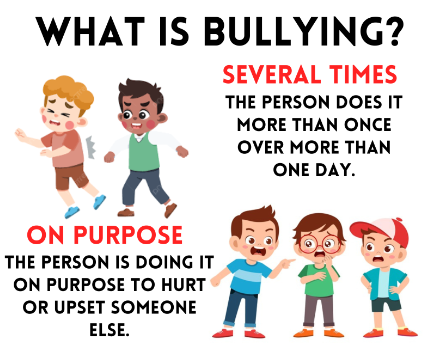 WHAT IS BULLYING?
SEVERAL TIMES
THE PERSON DOES IT
MORE THAN ONCE
OVER MORE THAN
ONE DAY.
ON PURPOSE
THE PERSON IS DOING IT
ON PURPOSE TO HURT
OR UPSET SOMEONE
ELSE.